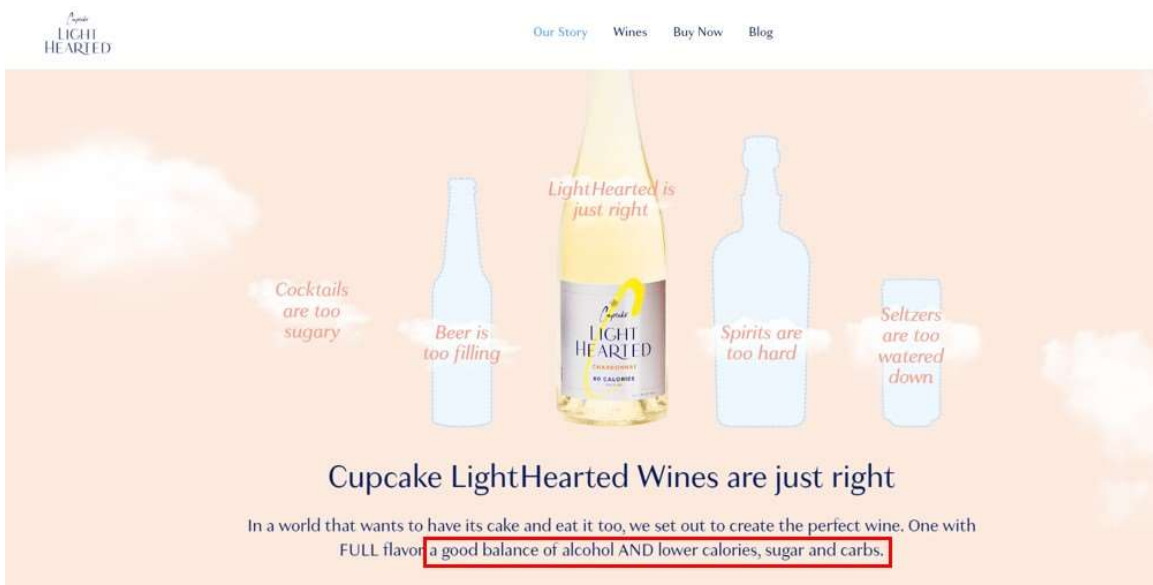 Cupcake
LIGHT
HEARTED
Our Story Wines Buy Now Blog
LightHearted is
just right
Cocktails
are too
sugary
Beer is
too filling
Cupcake
LIGHT
HEARTED
CHARDONNAY
80 CALORIES
Spirits are
too hard
Seltzers
are too
watered
down
Cupcake LightHearted Wines are just right
In a world that wants to have its cake and eat it too, we set out to create the perfect wine. One with
FULL flavor a good balance of alcohol AND lower calories, sugar and carbs.